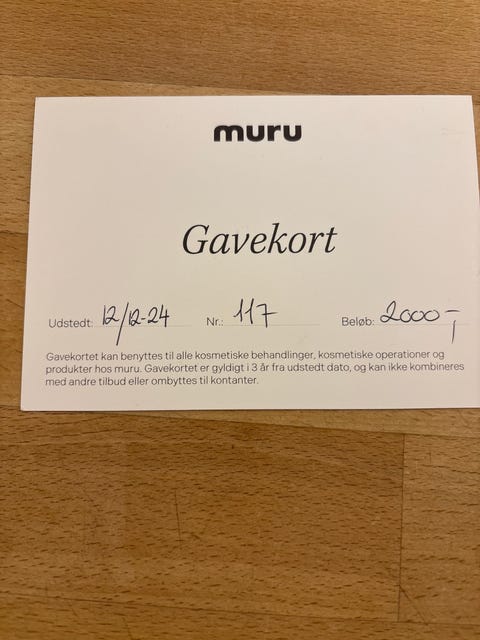 muru
Gavekort
Udstedt: 12/12-24 Nr.: 117 Beløb: 2000,-
Gavekortet kan benyttes til alle kosmetiske behandlinger, kosmetiske operationer og
produkter hos muru. Gavekortet er gyldigt i 3 år fra udstedt dato, og kan ikke kombineres
med andre tilbud eller ombyttes til kontanter.